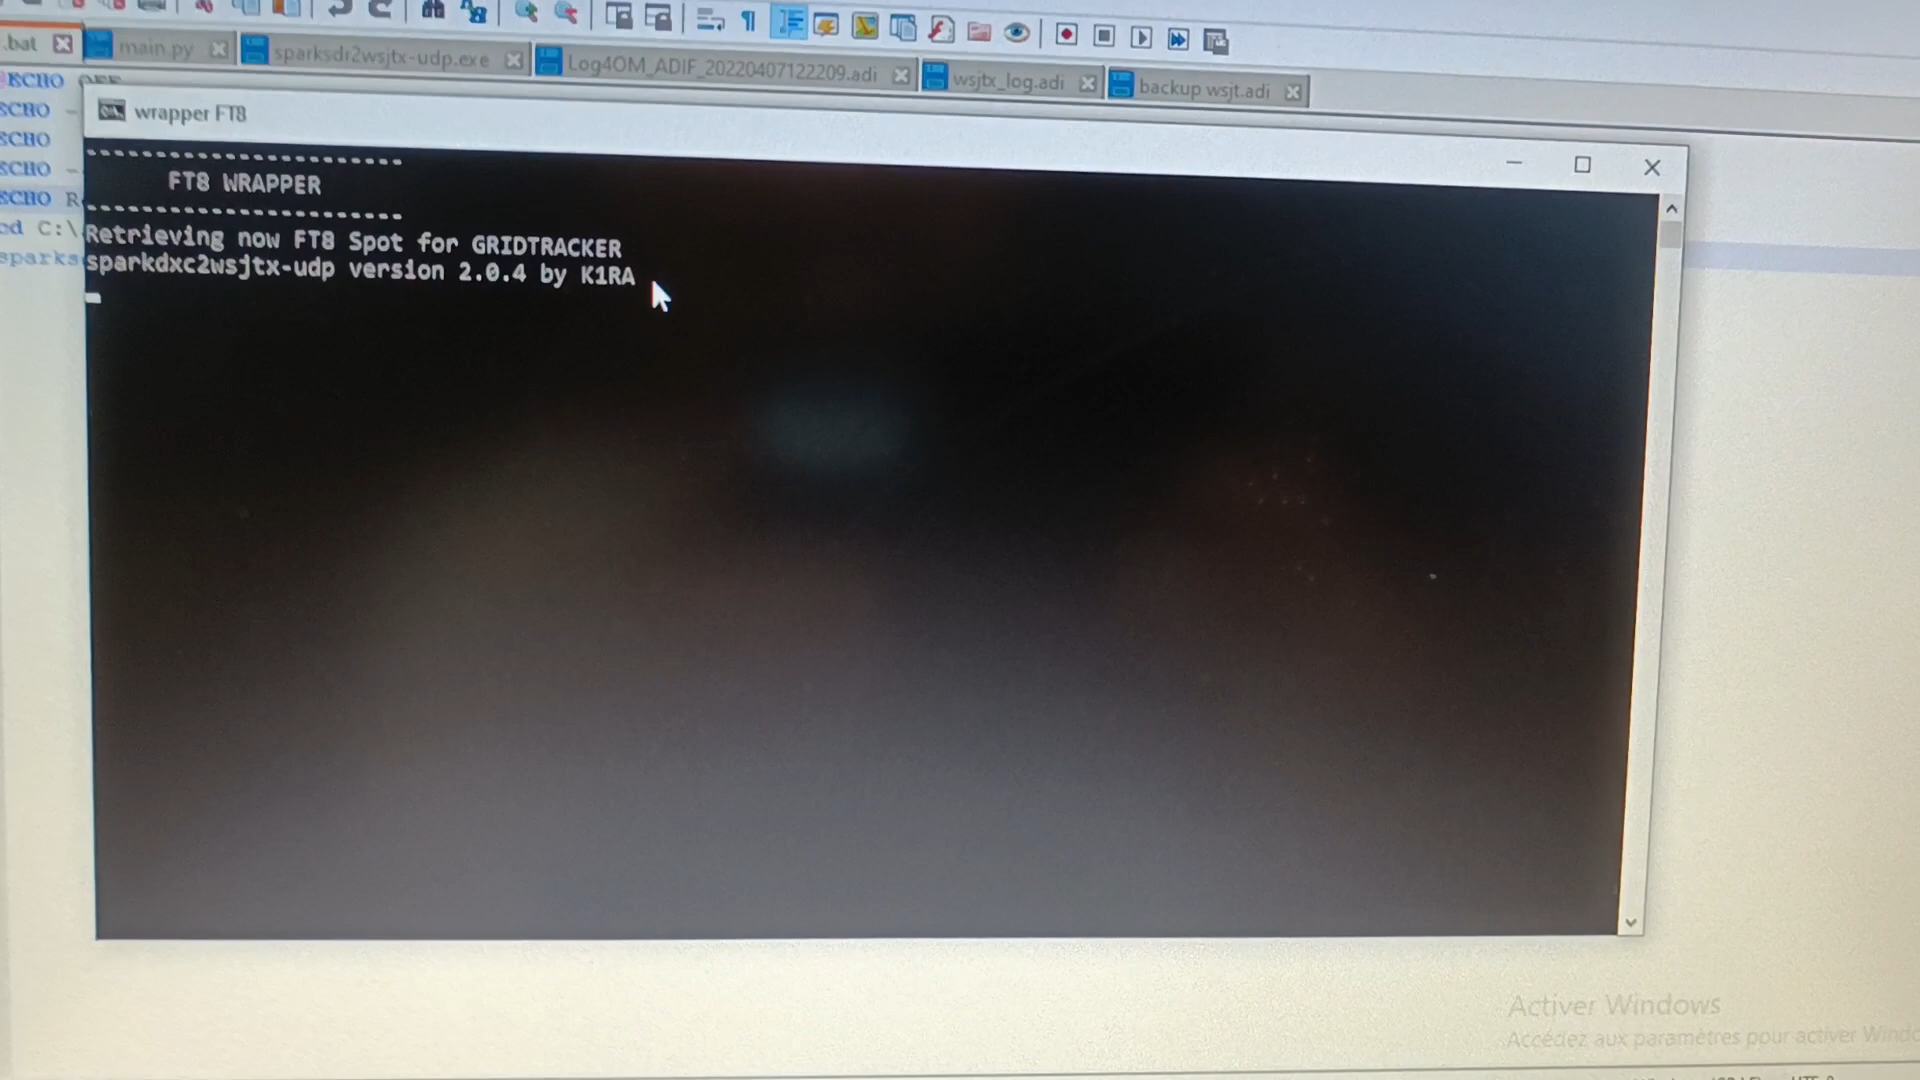 .bat
main.py
sparksdr2wsjtx-udp.exe
Log4OM_ADIF_20220407122209.adi
wsjtx_log.adi
backup wsjt.adi
ECHO
ECHO -
ECHO
ECHO -
ECHO R
cd C:\
sparks
wrapper FT8
-----------------------
FT8 WRAPPER
-----------------------
Retrieving now FT8 Spot for GRIDTRACKER
sparkdxc2wsjtx-udp version 2.0.4 by K1RA
Activer Windows
Accédez aux paramètres pour activer Windo